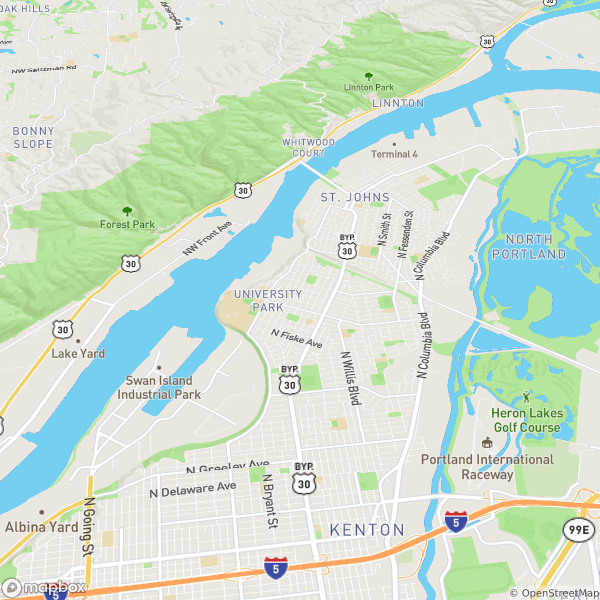 OAK HILLS
NW Saltzman Rd
30
Linnton Park
LINNTON
BONNY
SLOPE
WHITWOOD
COURT
Terminal 4
30
ST. JOHNS
Forest Park
NW Front Ave
BYP.
30
N Smith St
N Fessenden St
N Columbia Blvd
NORTH
PORTLAND
30
UNIVERSITY
PARK
30
Lake Yard
N Fiske Ave
N Willis Blvd
N Columbia Blvd
Swan Island
Industrial Park
BYP.
30
Heron Lakes
Golf Course
Portland International
Raceway
N Greeley Ave
BYP.
30
N Delaware Ave
N Bryant St
N Going St
Albina Yard
KENTON
5
99E
5
5
mapbox
© OpenStreetMap